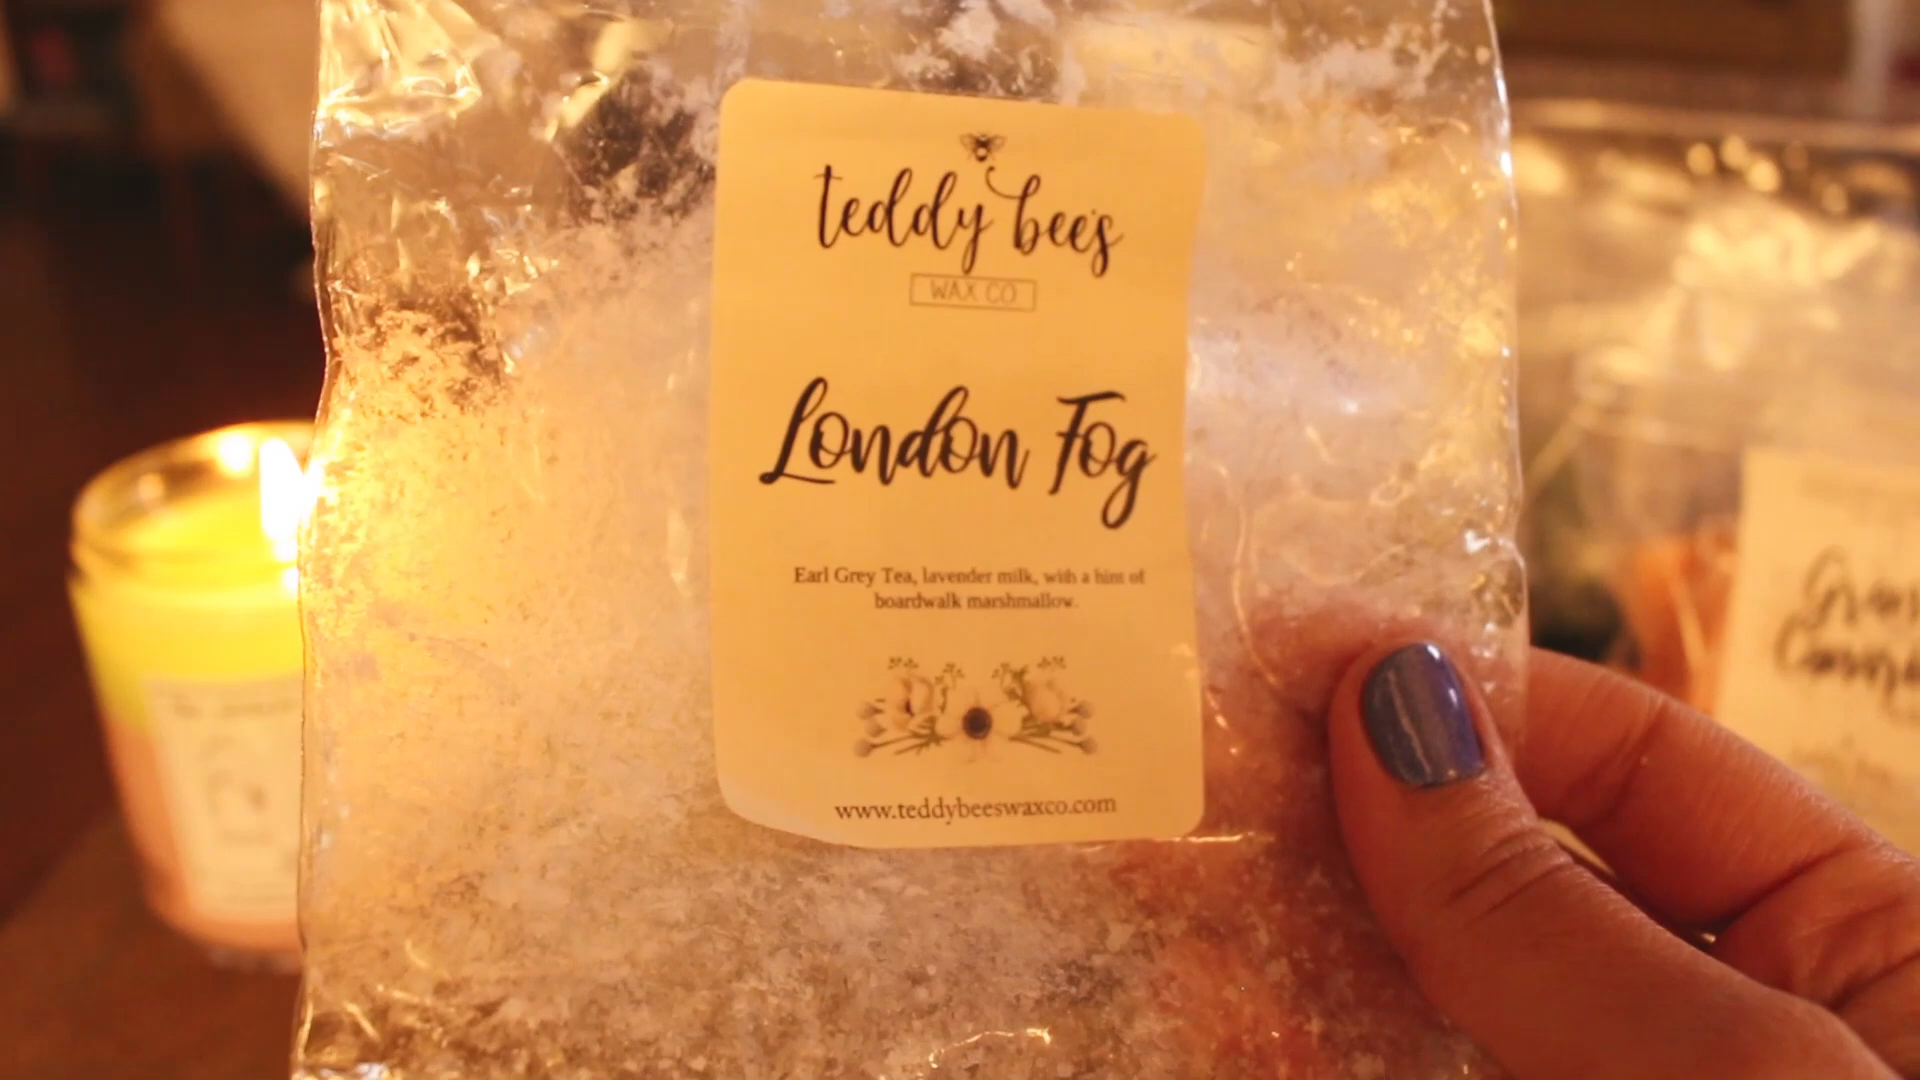 teddy bee's
WAX CO
London Fog
Earl Grey Tea, lavender milk, with a hint of
boardwalk marshmallow.
www.teddybeeswaxco.com